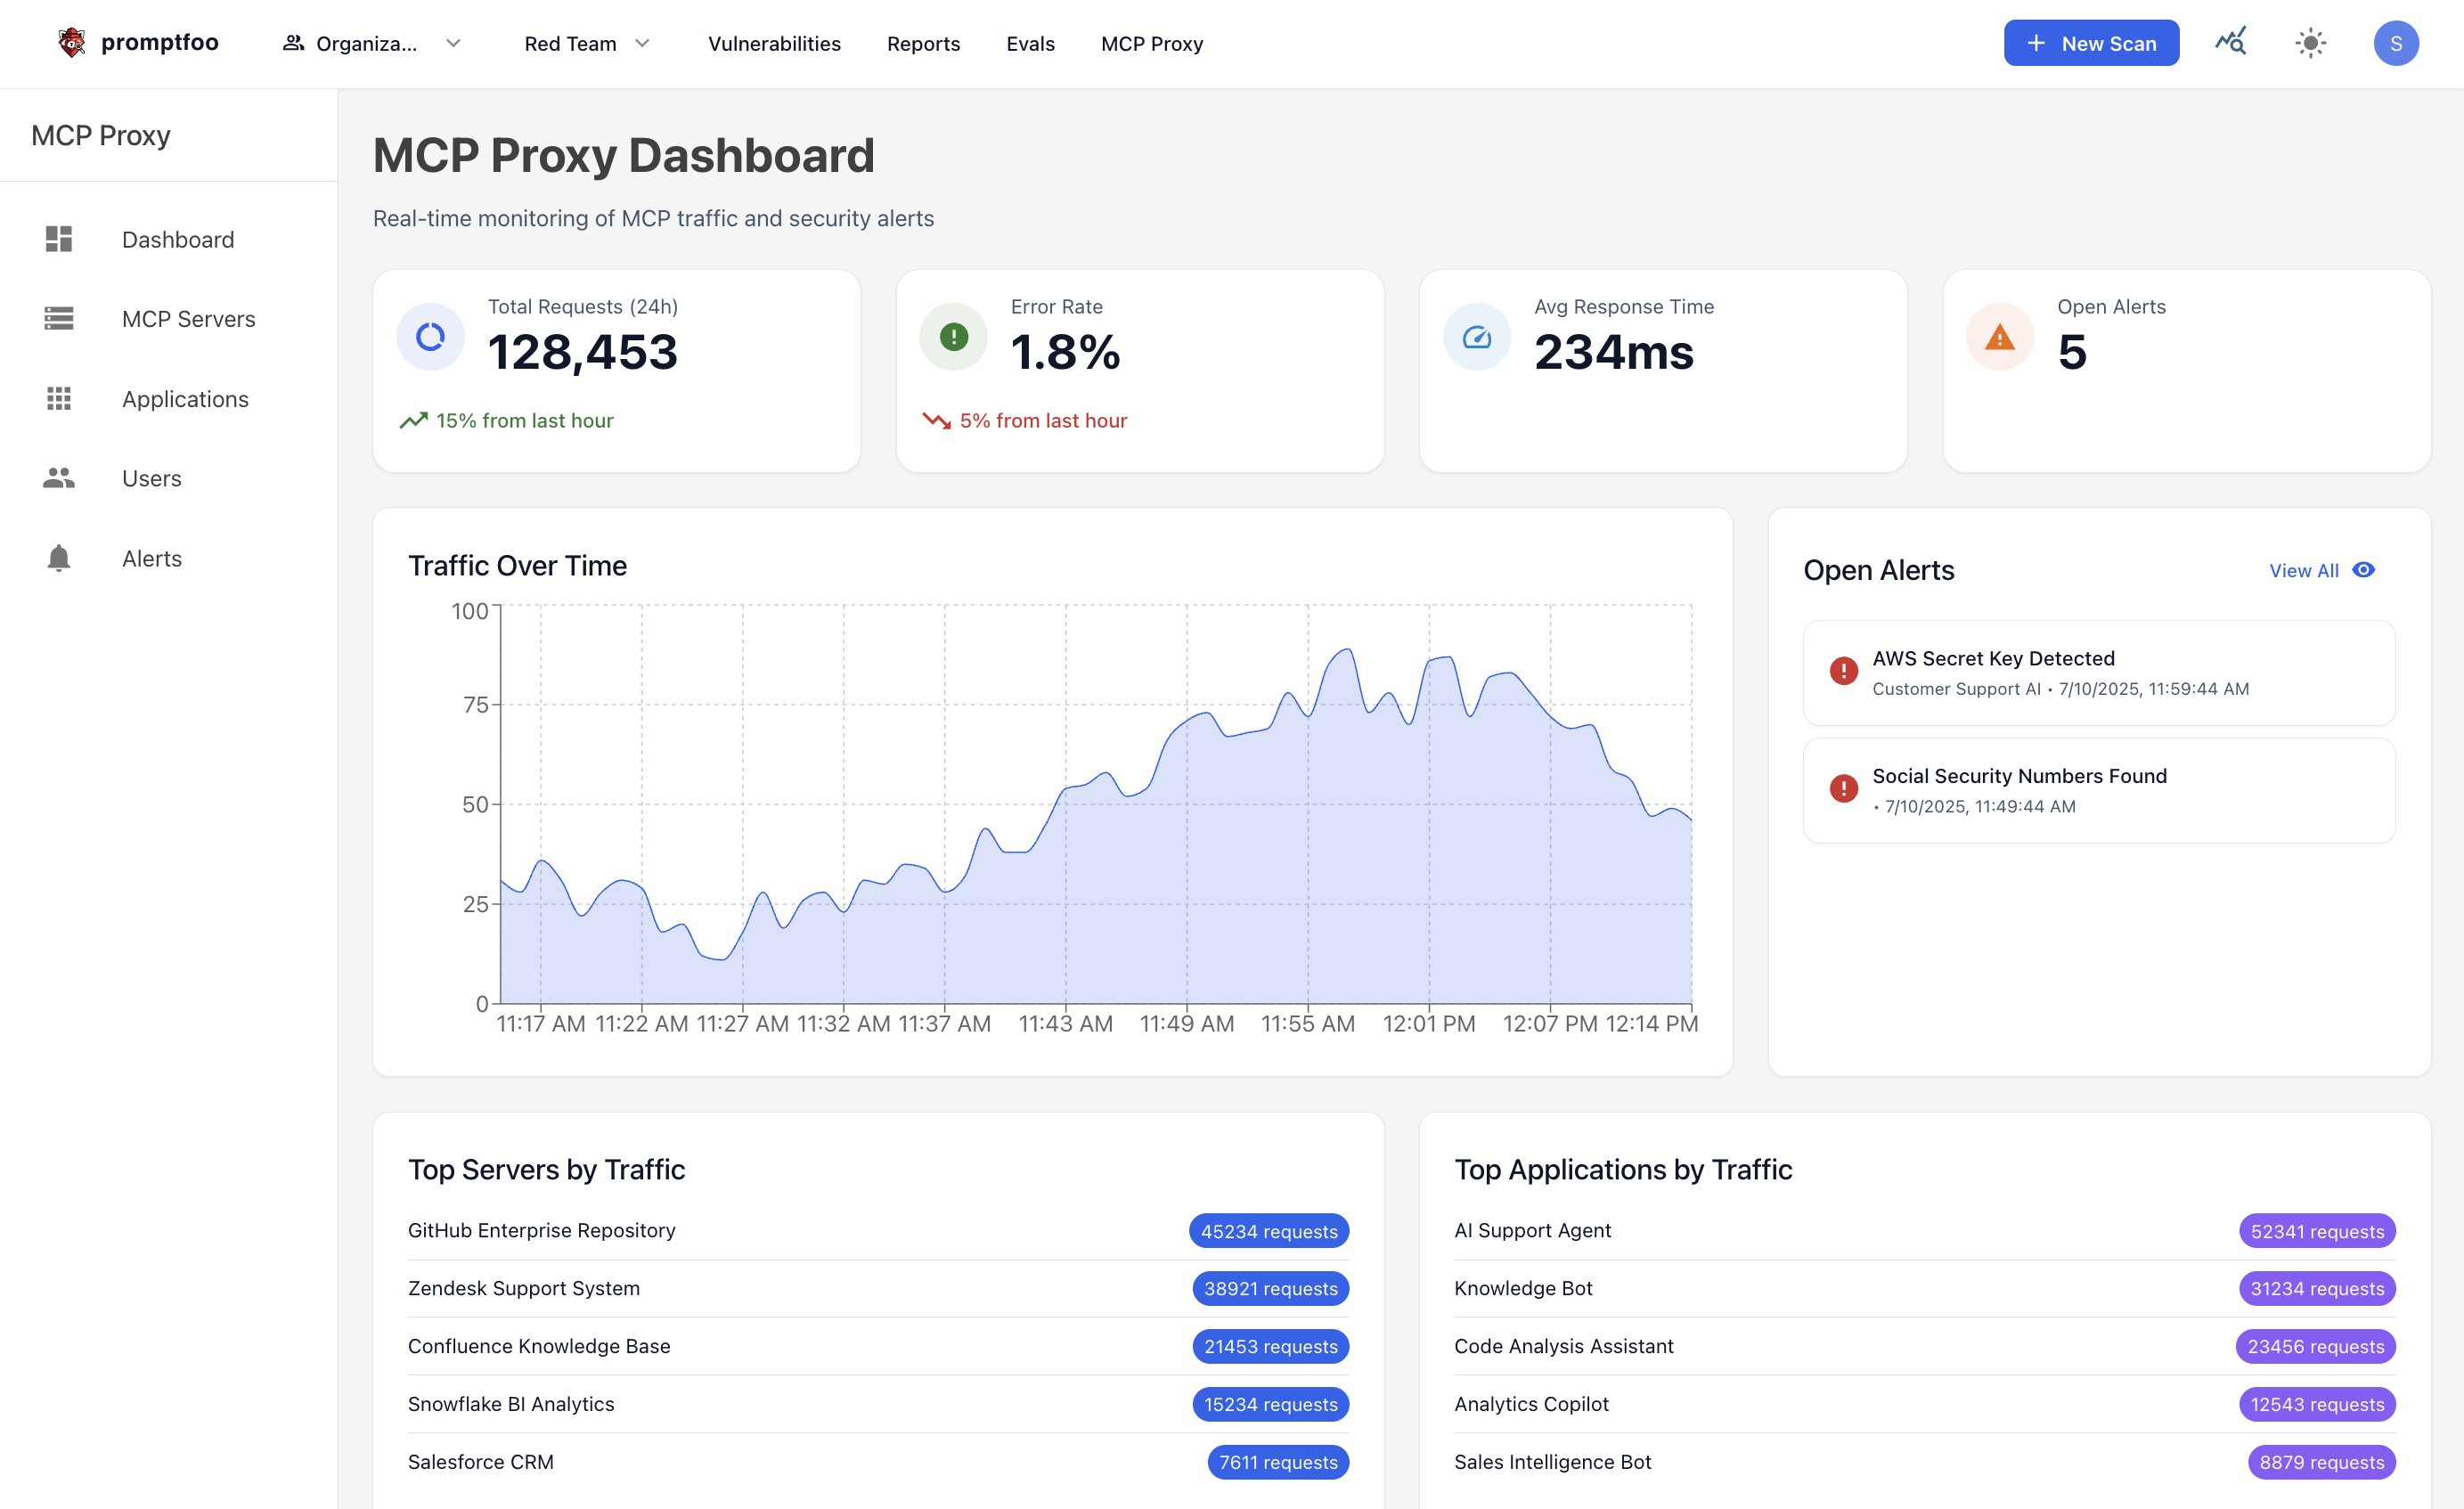 promptfoo
Organiza...
Red Team
Vulnerabilities
Reports
Evals
MCP Proxy
+ New Scan
S
MCP Proxy
Dashboard
MCP Servers
Applications
Users
Alerts
MCP Proxy Dashboard
Real-time monitoring of MCP traffic and security alerts
Total Requests (24h)
128,453
15% from last hour
Error Rate
1.8%
5% from last hour
Avg Response Time
234ms
Open Alerts
5
Traffic Over Time
100
75
50
25
0
11:17 AM 11:22 AM 11:27 AM 11:32 AM 11:37 AM 11:43 AM 11:49 AM 11:55 AM 12:01 PM 12:07 PM 12:14 PM
Open Alerts
View All
AWS Secret Key Detected
Customer Support AI • 7/10/2025, 11:59:44 AM
Social Security Numbers Found
• 7/10/2025, 11:49:44 AM
Top Servers by Traffic
GitHub Enterprise Repository 45234 requests
Zendesk Support System 38921 requests
Confluence Knowledge Base 21453 requests
Snowflake BI Analytics 15234 requests
Salesforce CRM 7611 requests
Top Applications by Traffic
AI Support Agent 52341 requests
Knowledge Bot 31234 requests
Code Analysis Assistant 23456 requests
Analytics Copilot 12543 requests
Sales Intelligence Bot 8879 requests